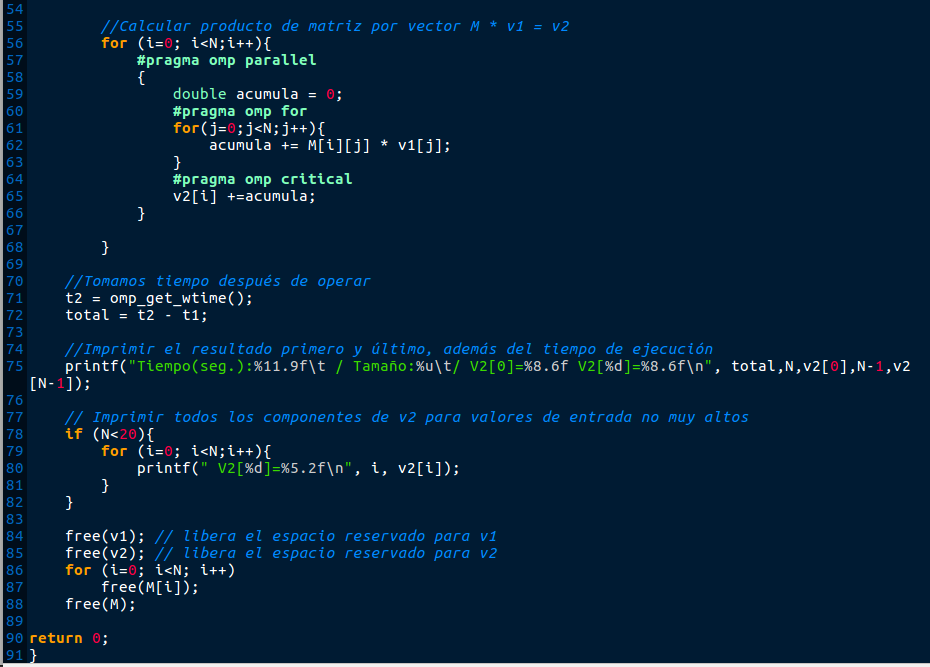 54
55 //Calcular producto de matriz por vector M * v1 = v2
56 for (i=0; i<N;i++){
57 #pragma omp parallel
58 {
59 double acumula = 0;
60 #pragma omp for
61 for(j=0;j<N;j++){
62 acumula += M[i][j] * v1[j];
63 }
64 #pragma omp critical
65 v2[i] +=acumula;
66 }
67
68 }
69
70 //Tomamos tiempo después de operar
71 t2 = omp_get_wtime();
72 total = t2 - t1;
73
74 //Imprimir el resultado primero y último, además del tiempo de ejecución
75 printf("Tiempo(seg.):%11.9f\t / Tamaño:%u\t/ V2[0]=%8.6f V2[%d]=%8.6f\n", total,N,v2[0],N-1,v2
[N-1]);
76
77 // Imprimir todos los componentes de v2 para valores de entrada no muy altos
78 if (N<20){
79 for (i=0; i<N;i++){
80 printf(" V2[%d]=%5.2f\n", i, v2[i]);
81 }
82 }
83
84 free(v1); // libera el espacio reservado para v1
85 free(v2); // libera el espacio reservado para v2
86 for (i=0; i<N; i++)
87 free(M[i]);
88 free(M);
89
90 return 0;
91 }